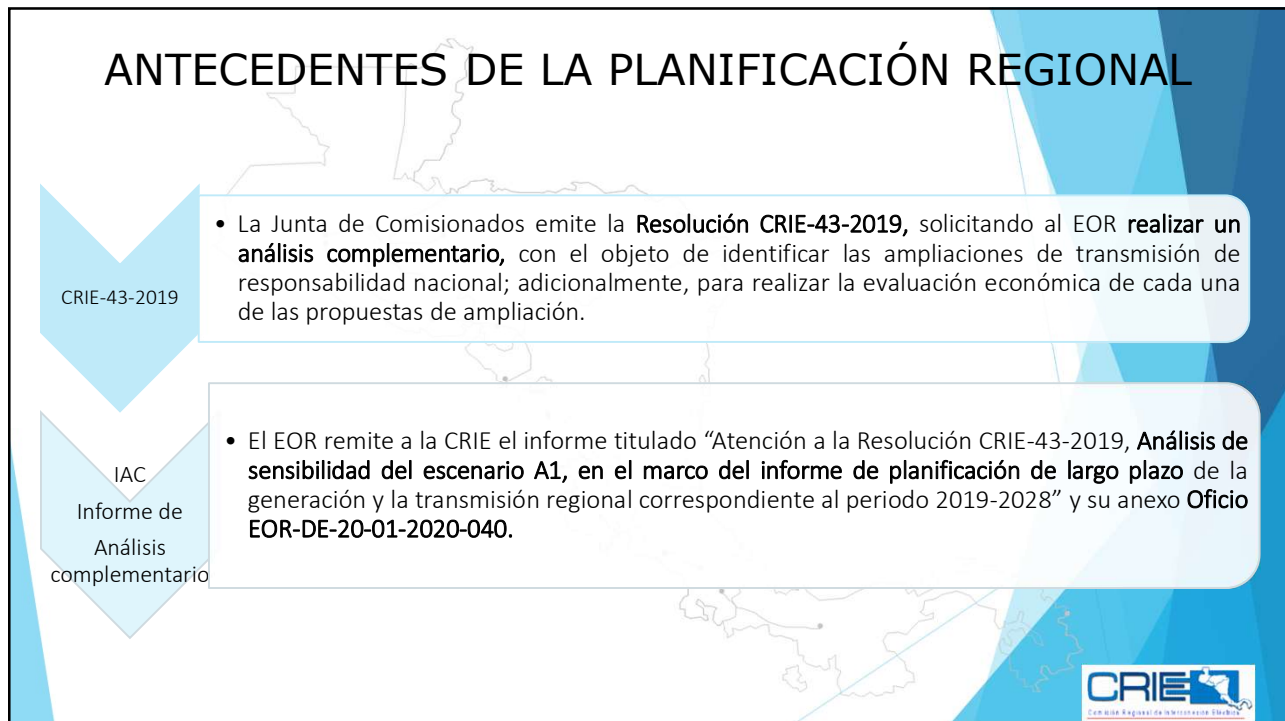 ANTECEDENTES DE LA PLANIFICACIÓN REGIONAL
CRIE-43-2019
• La Junta de Comisionados emite la Resolución CRIE-43-2019, solicitando al EOR realizar un
análisis complementario, con el objeto de identificar las ampliaciones de transmisión de
responsabilidad nacional; adicionalmente, para realizar la evaluación económica de cada una
de las propuestas de ampliación.
IAC
Informe de
Análisis
complementario
• El EOR remite a la CRIE el informe titulado “Atención a la Resolución CRIE-43-2019, Análisis de
sensibilidad del escenario A1, en el marco del informe de planificación de largo plazo de la
generación y la transmisión regional correspondiente al periodo 2019-2028” y su anexo Oficio
EOR-DE-20-01-2020-040.
CRIE
Comisión Regional de Interconexión Eléctrica